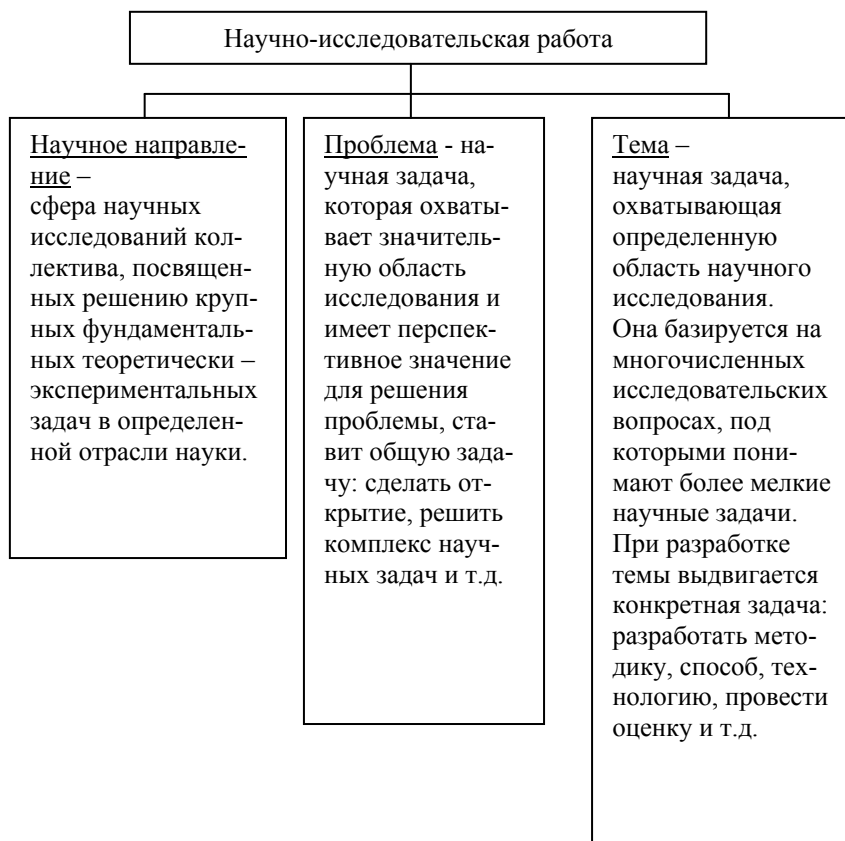 Научно-исследовательская работа
Научное направле-
ние –
сфера научных
исследований кол-
лектива, посвящен-
ных решению круп-
ных фундаменталь-
ных теоретически –
экспериментальных
задач в определен-
ной отрасли науки.
Проблема - на-
учная задача,
которая охваты-
вает значитель-
ную область
исследования и
имеет перспек-
тивное значение
для решения
проблемы, ста-
вит общую зада-
чу: сделать от-
крытие, решить
комплекс науч-
ных задач и т.д.
Тема –
научная задача,
охватывающая
определенную
область научного
исследования.
Она базируется на
многочисленных
исследовательских
вопросах, под
которыми пони-
мают более мелкие
научные задачи.
При разработке
темы выдвигается
конкретная задача:
разработать мето-
дику, способ, тех-
нологию, провести
оценку и т.д.